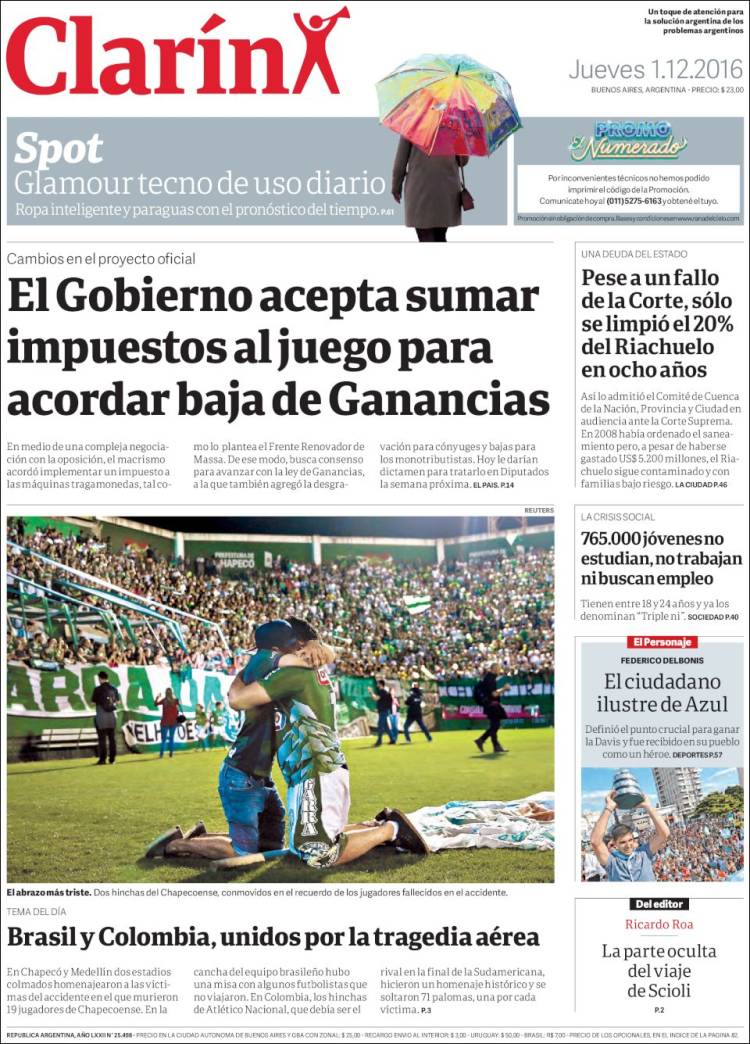 Clarín
Un toque de atención para
la solución argentina de los
problemas argentinos
Jueves 1.12.2016
BUENOS AIRES, ARGENTINA - PRECIO: $ 23,00
Spot
Glamour tecno de uso diario
Ropa inteligente y paraguas con el pronóstico del tiempo. P.61
PROMO
El Numerado
Por inconvenientes técnicos no hemos podido
imprimir el código de la Promoción.
Comunicate hoy al (011) 5275-6163 y obtené el tuyo.
Promoción sin obligación de compra. Bases y condiciones en www.ranadelcielo.com
Cambios en el proyecto oficial
El Gobierno acepta sumar
impuestos al juego para
acordar baja de Ganancias
En medio de una compleja negocia-
ción con la oposición, el macrismo
acordó implementar un impuesto a
las máquinas tragamonedas, tal co-
mo lo plantea el Frente Renovador de
Massa. De ese modo, busca consenso
para avanzar con la ley de Ganancias,
a la que también agregó la desgra-
vación para cónyuges y bajas para
los monotributistas. Hoy le darían
dictamen para tratarlo en Diputados
la semana próxima. EL PAIS. P.14
UNA DEUDA DEL ESTADO
Pese a un fallo
de la Corte, sólo
se limpió el 20%
del Riachuelo
en ocho años
Así lo admitió el Comité de Cuenca
de la Nación, Provincia y Ciudad en
audiencia ante la Corte Suprema.
En 2008 había ordenado el sanea-
miento pero, a pesar de haberse
gastado US$ 5.200 millones, el Ria-
chuelo sigue contaminado y con
familias bajo riesgo. LA CIUDAD P.46
REUTERS
PREFEITURA DE
CHAPECÓ
ARRA DA
GARRA
El abrazo más triste. Dos hinchas del Chapecoense, conmovidos en el recuerdo de los jugadores fallecidos en el accidente.
LA CRISIS SOCIAL
765.000 jóvenes no
estudian, no trabajan
ni buscan empleo
Tienen entre 18 y 24 años y ya los
denominan “Triple ni”. SOCIEDAD P.40
El Personaje
FEDERICO DELBONIS
El ciudadano
ilustre de Azul
Definió el punto crucial para ganar
la Davis y fue recibido en su pueblo
como un héroe. DEPORTES P.57
TEMA DEL DÍA
Brasil y Colombia, unidos por la tragedia aérea
En Chapecó y Medellín dos estadios
colmados homenajearon a las vícti-
mas del accidente en el que murieron
19 jugadores de Chapecoense. En la
cancha del equipo brasileño hubo
una misa con algunos futbolistas que
no viajaron. En Colombia, los hinchas
de Atlético Nacional, que debía ser el
rival en la final de la Sudamericana,
hicieron un homenaje histórico y se
soltaron 71 palomas, una por cada
víctima. P.3
Del editor
Ricardo Roa
La parte oculta
del viaje
de Scioli
P.2
REPUBLICA ARGENTINA, AÑO LXXII N° 25.498 - PRECIO EN LA CIUDAD AUTONOMA DE BUENOS AIRES Y GBA CON ZONAL: $ 25,00 - RECARGO ENVIO AL INTERIOR: $ 3,00 - URUGUAY: $ 50,00 - BRASIL: R$ 7,00 - PRECIO DE LOS OPCIONALES, EN EL INDICE DE LA PAGINA 82.